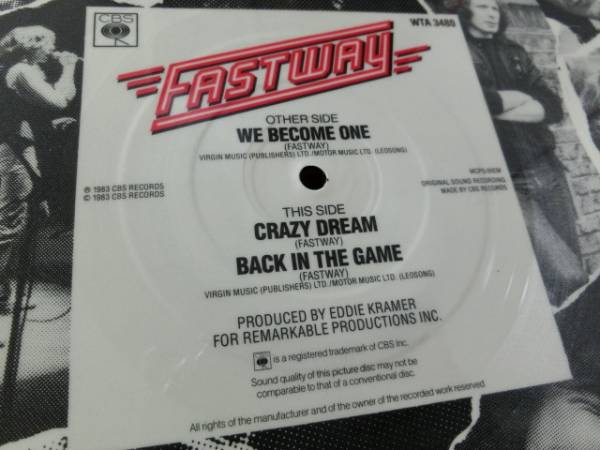 CBS
WTA 3480
FASTWAY
OTHER SIDE
WE BECOME ONE
(FASTWAY)
VIRGIN MUSIC (PUBLISHERS) LTD./MOTOR MUSIC LTD. (LEOSONG)
℗ 1983 CBS RECORDS
© 1983 CBS RECORDS
ORIGINAL SOUND RECORDING
MADE BY CBS RECORDS
THIS SIDE
CRAZY DREAM
(FASTWAY)
BACK IN THE GAME
(FASTWAY)
VIRGIN MUSIC (PUBLISHERS) LTD./MOTOR MUSIC LTD. (LEOSONG)
PRODUCED BY EDDIE KRAMER
FOR REMARKABLE PRODUCTIONS INC.
is a registered trademark of CBS Inc.
Sound quality of this picture disc may not be
comparable to that of a conventional disc.
All rights of the manufacturer and of the owner of the recorded work reserved.